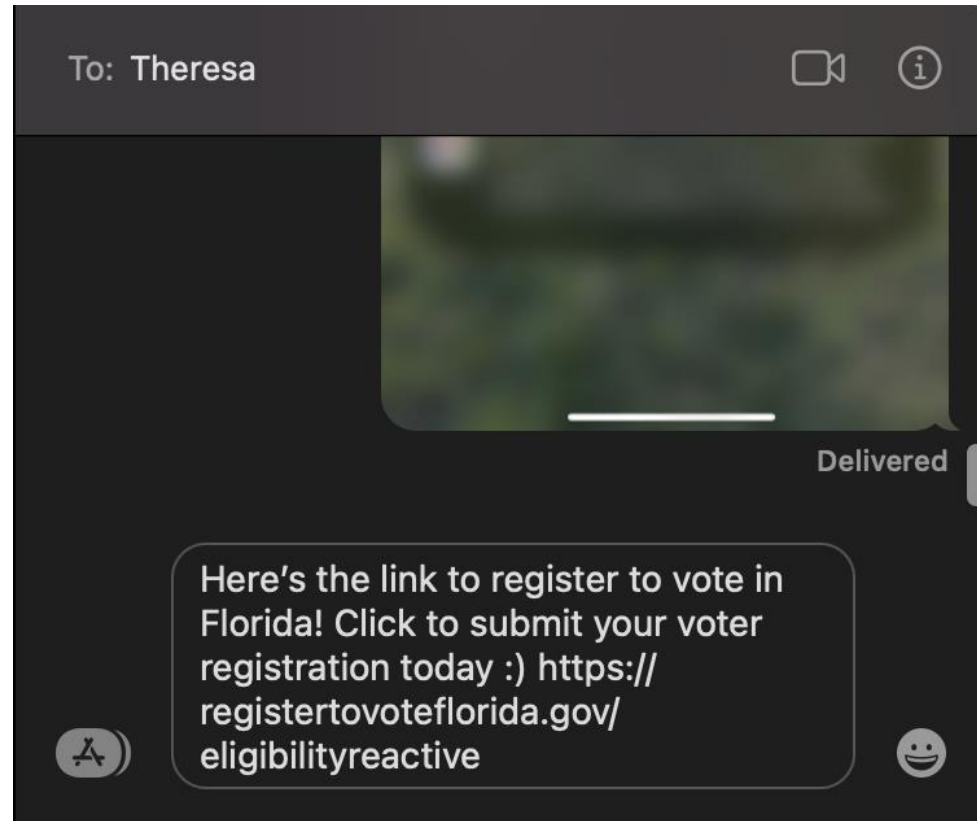 To: Theresa
Delivered
Here’s the link to register to vote in
Florida! Click to submit your voter
registration today :) https://
registertovoteflorida.gov/
eligibilityreactive